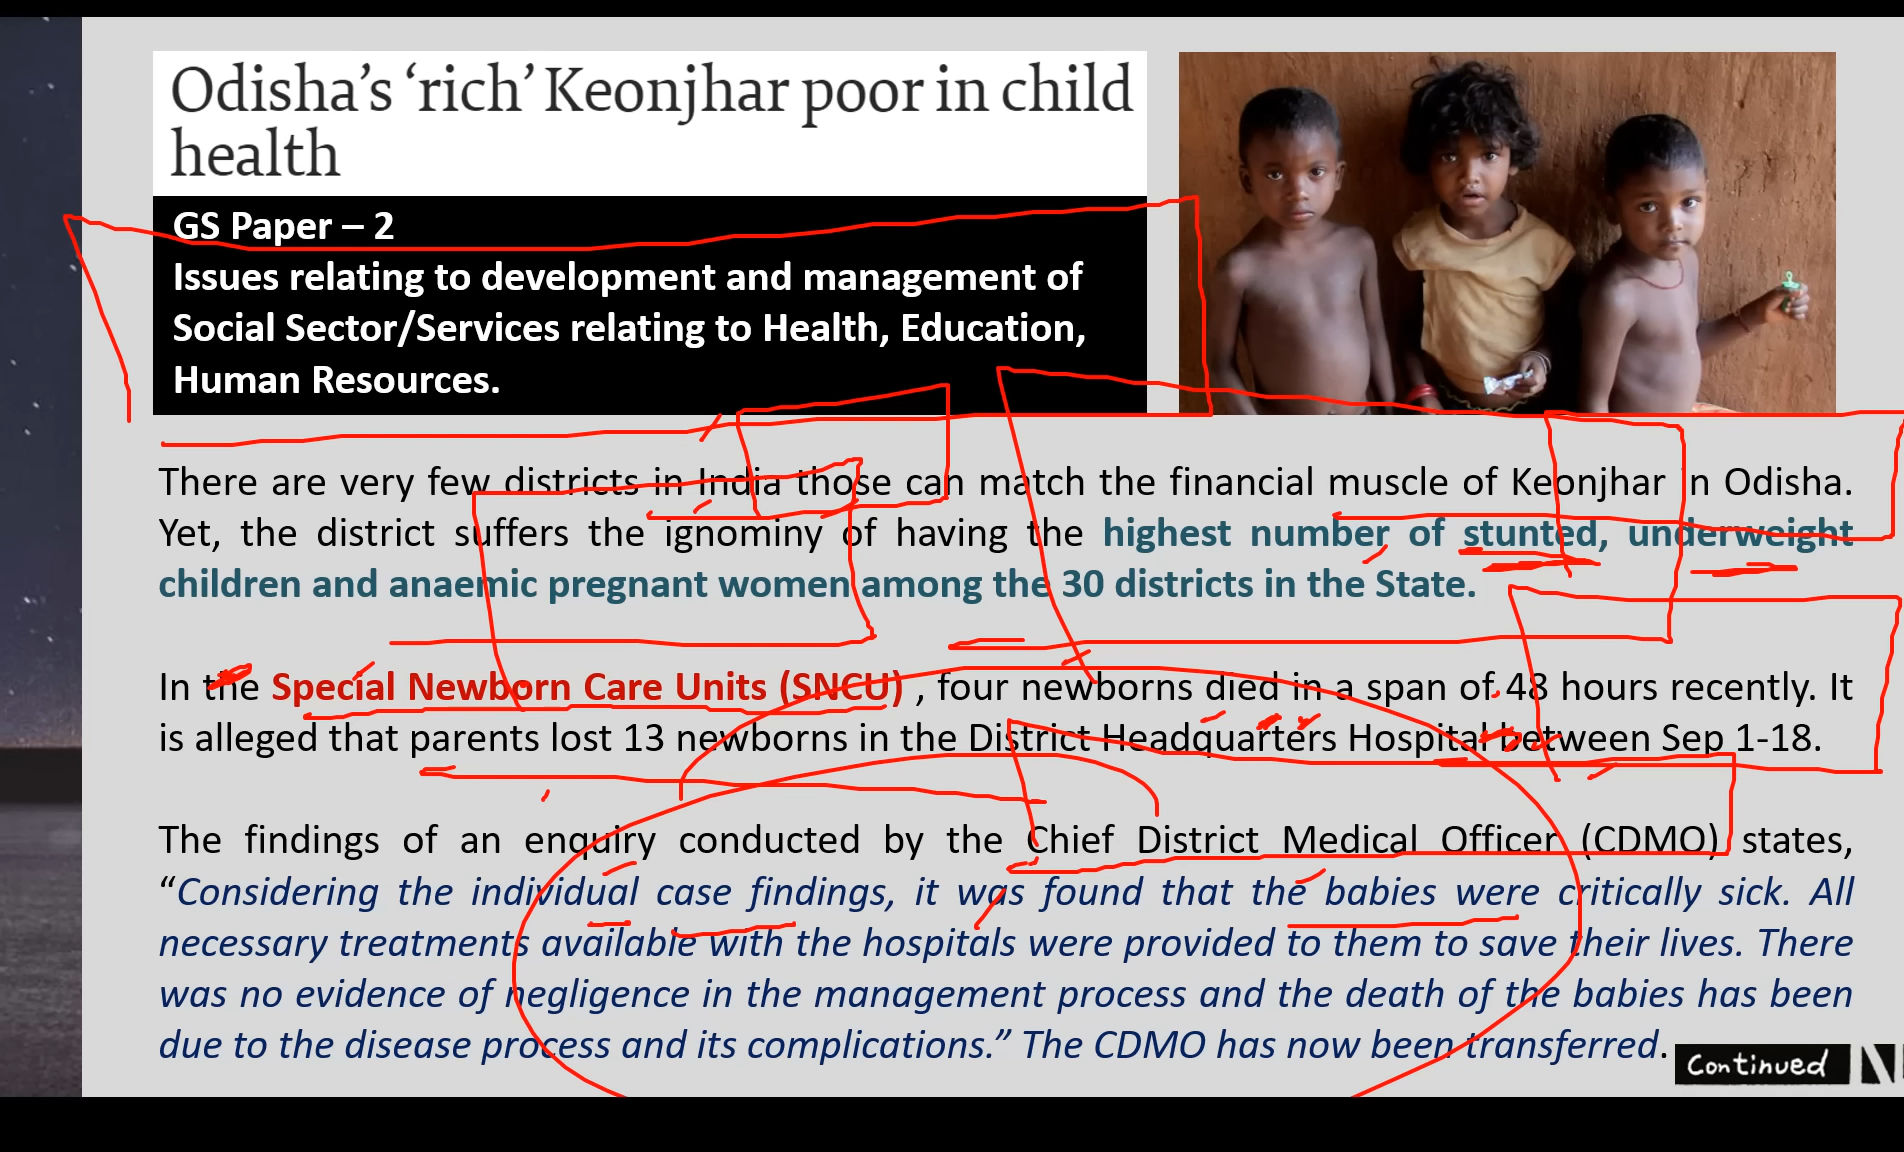 Odisha's 'rich' Keonjhar poor in child
health
GS Paper – 2
Issues relating to development and management of
Social Sector/Services relating to Health, Education,
Human Resources.
There are very few districts in India those can match the financial muscle of Keonjhar in Odisha.
Yet, the district suffers the ignominy of having the highest number of stunted, underweight
children and anaemic pregnant women among the 30 districts in the State.
In the Special Newborn Care Units (SNCU) , four newborns died in a span of 48 hours recently. It
is alleged that parents lost 13 newborns in the District Headquarters Hospital between Sep 1-18.
The findings of an enquiry conducted by the Chief District Medical Officer (CDMO) states,
“Considering the individual case findings, it was found that the babies were critically sick. All
necessary treatments available with the hospitals were provided to them to save their lives. There
was no evidence of negligence in the management process and the death of the babies has been
due to the disease process and its complications.” The CDMO has now been transferred.
Continued